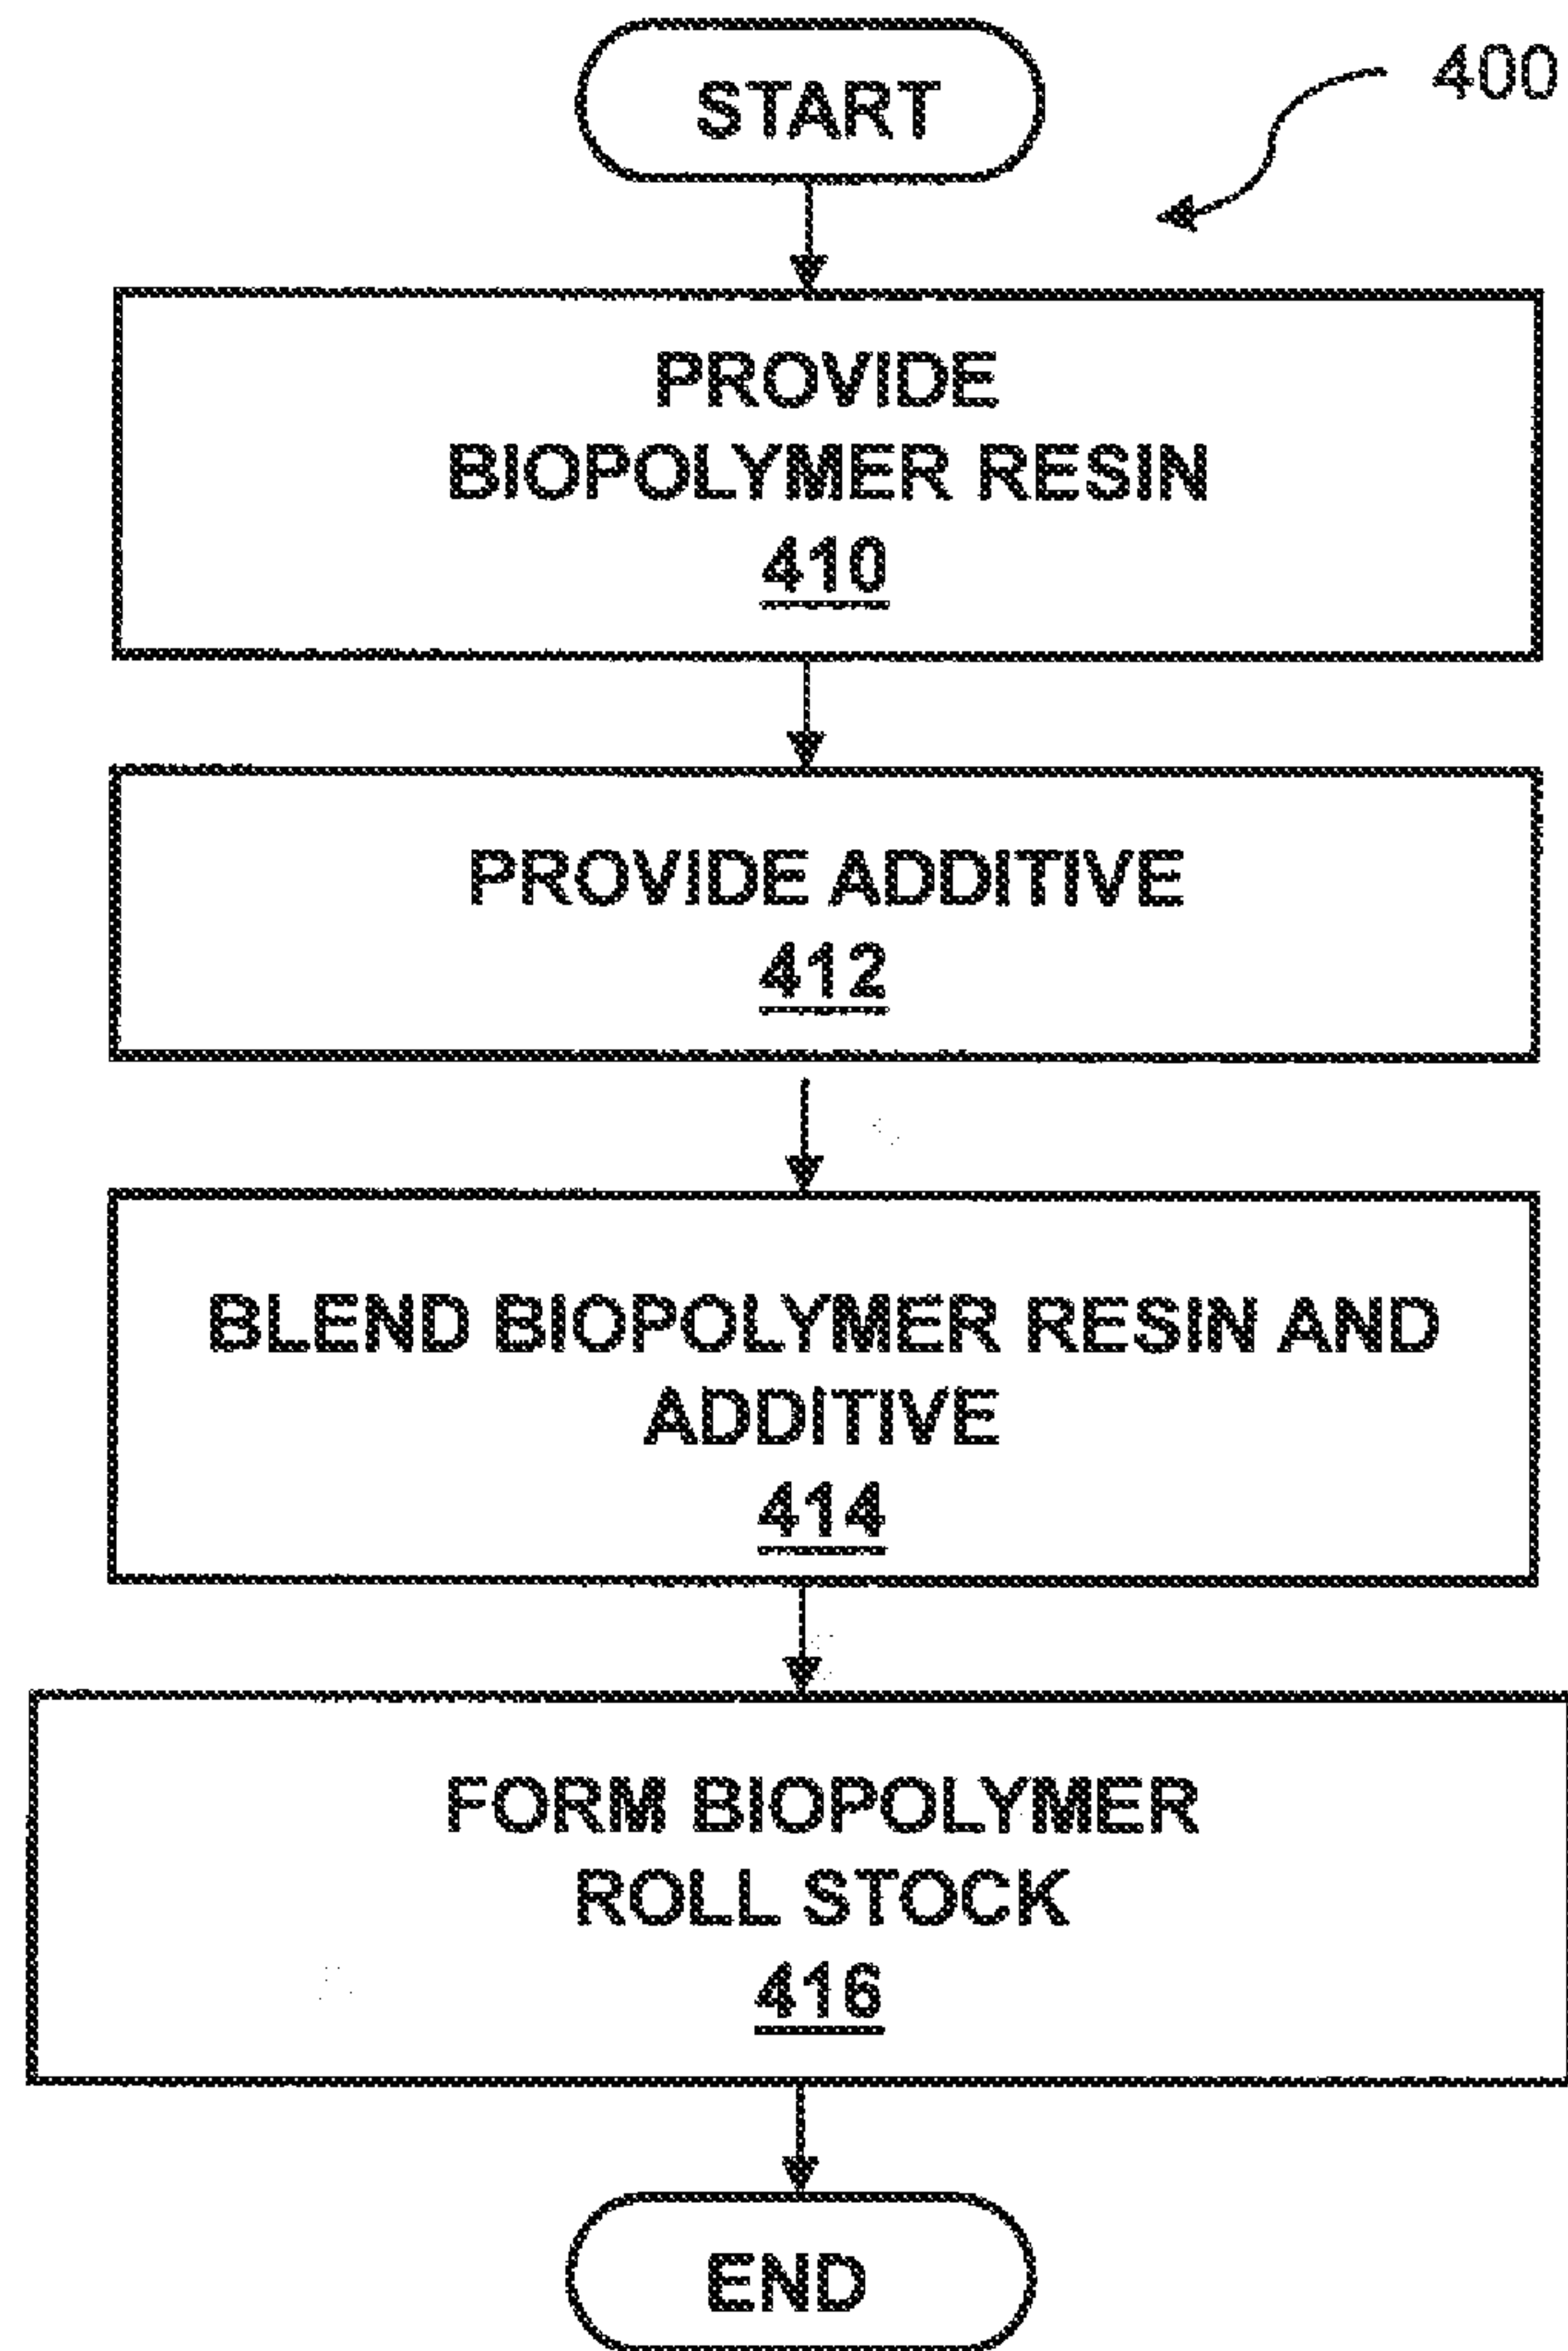 START
400
PROVIDE
BIOPOLYMER RESIN
410
PROVIDE ADDITIVE
412
BLEND BIOPOLYMER RESIN AND
ADDITIVE
414
FORM BIOPOLYMER
ROLL STOCK
416
END